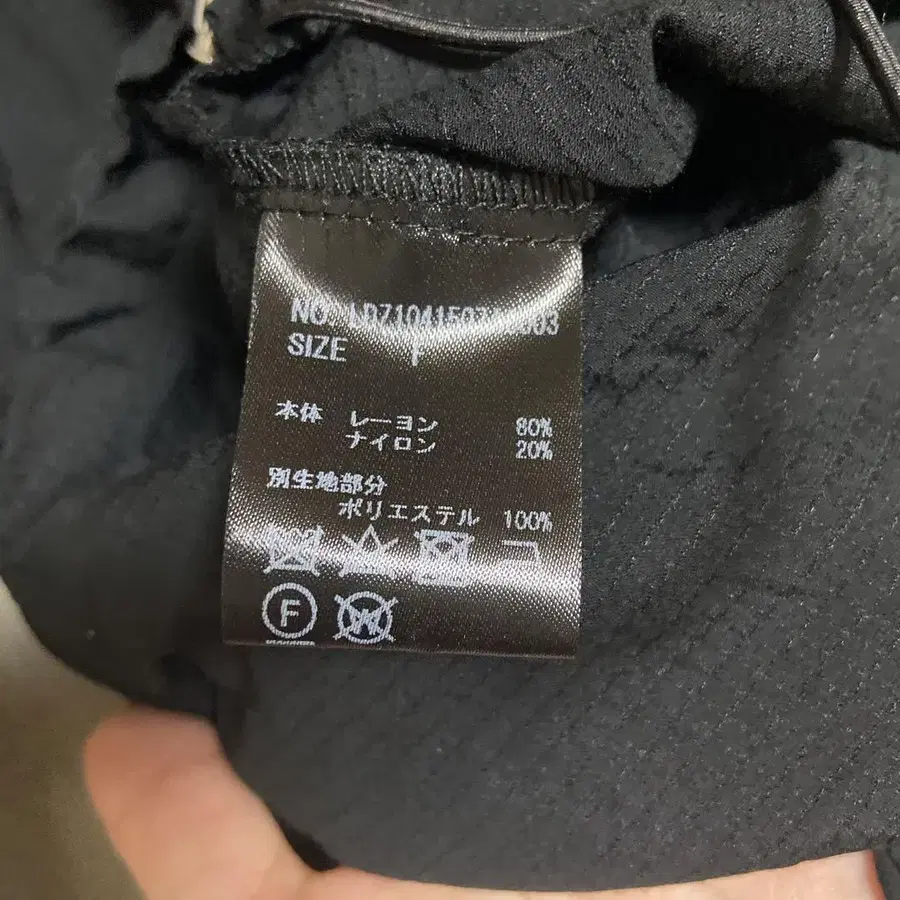 NO.
SIZE F
本体 レーヨン 80%
ナイロン 20%
別生地部分
ポリエステル 100%
F
W